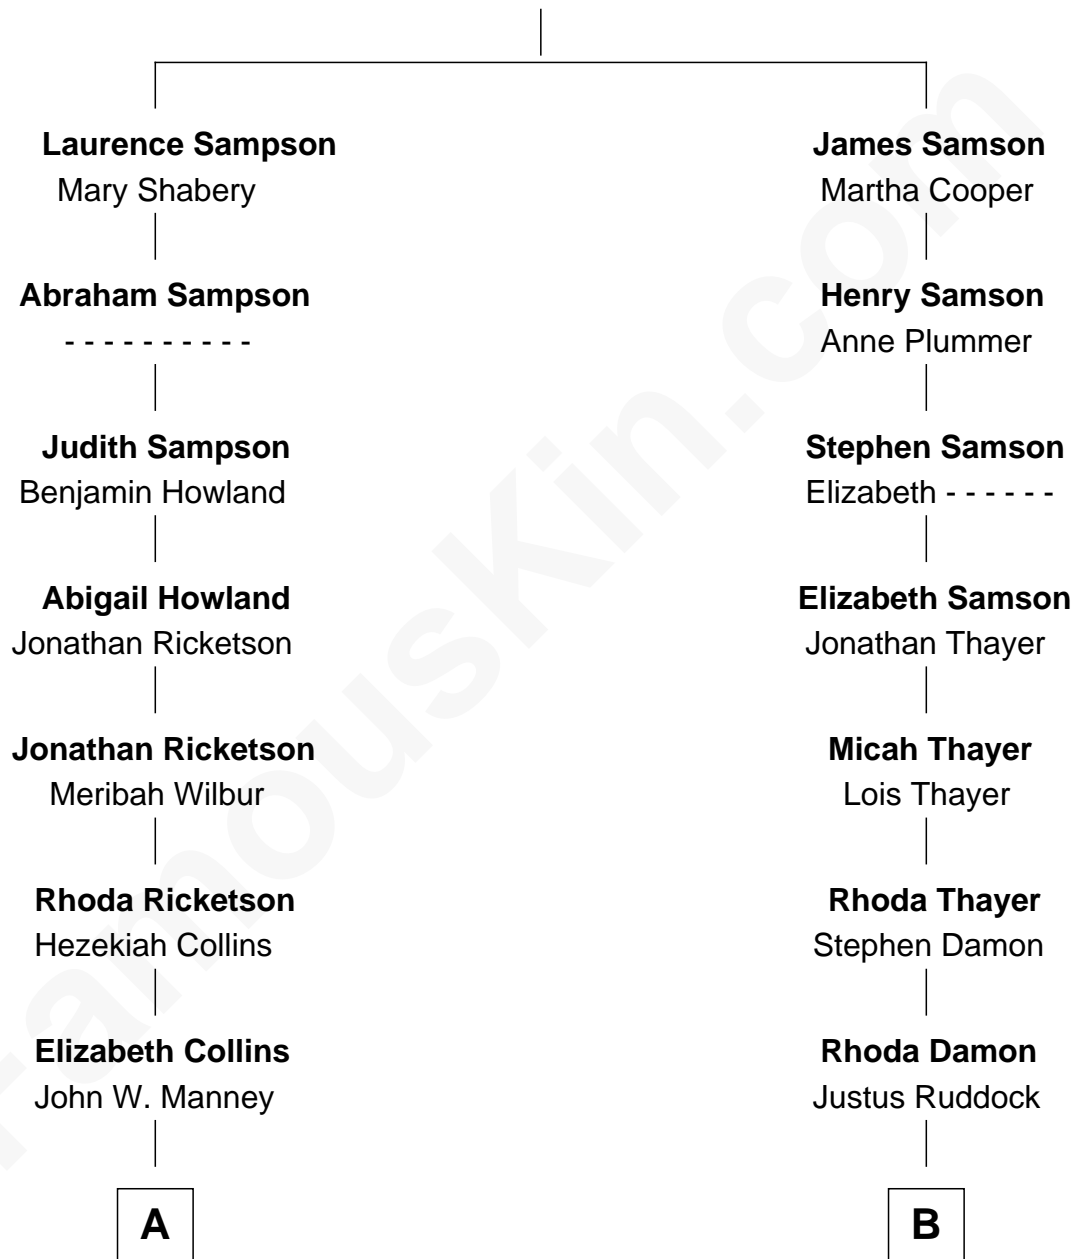 Laurence Sampson
Mary Shabery
Abraham Sampson
- - - - - - - - - -
Judith Sampson
Benjamin Howland
Abigail Howland
Jonathan Ricketson
Jonathan Ricketson
Meribah Wilbur
Rhoda Ricketson
Hezekiah Collins
Elizabeth Collins
John W. Manney
A
James Samson
Martha Cooper
Henry Samson
Anne Plummer
Stephen Samson
Elizabeth - - - - - -
Elizabeth Samson
Jonathan Thayer
Micah Thayer
Lois Thayer
Rhoda Thayer
Stephen Damon
Rhoda Damon
Justus Ruddock
B
FamousKin.com